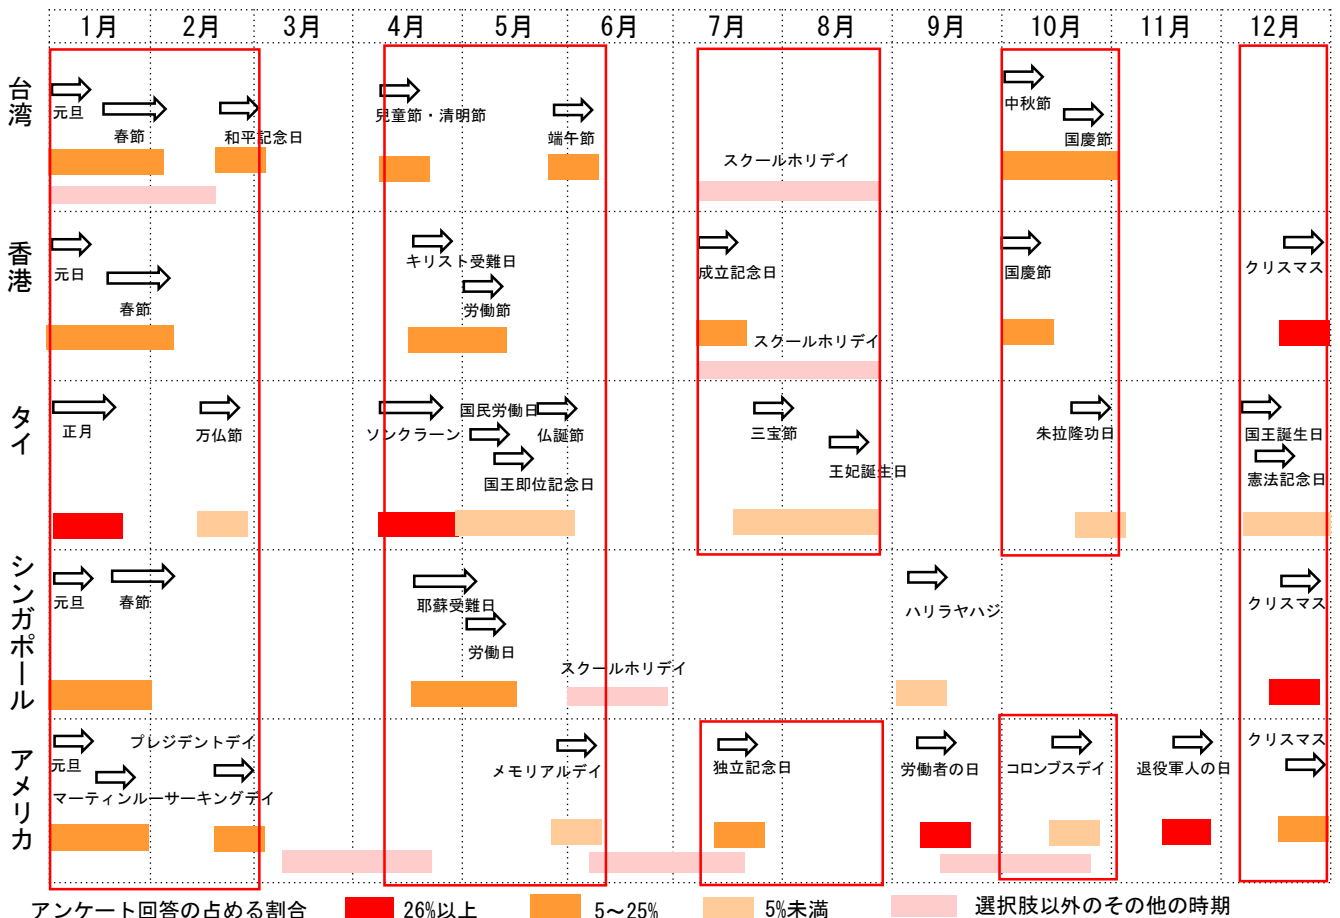 1月 2月 3月 4月 5月 6月 7月 8月 9月 10月 11月 12月
台湾
元旦
春節
和平記念日
兒童節・清明節
端午節
スクールホリデイ
中秋節
国慶節
香港
元日
春節
キリスト受難日
労働節
成立記念日
スクールホリデイ
国慶節
クリスマス
タイ
正月
万仏節
ソンクラーン
国民労働日
仏誕節
国王即位記念日
三宝節
王妃誕生日
朱拉隆功日
国王誕生日
憲法記念日
シンガポール
元旦
春節
耶蘇受難日
労働日
スクールホリデイ
ハリラヤハジ
クリスマス
アメリカ
元旦
プレジデントデイ
マーティンルーサーキングデイ
メモリアルデイ
独立記念日
労働者の日
コロンブスデイ
退役軍人の日
クリスマス
アンケート回答の占める割合 26%以上 5～25% 5%未満 選択肢以外のその他の時期